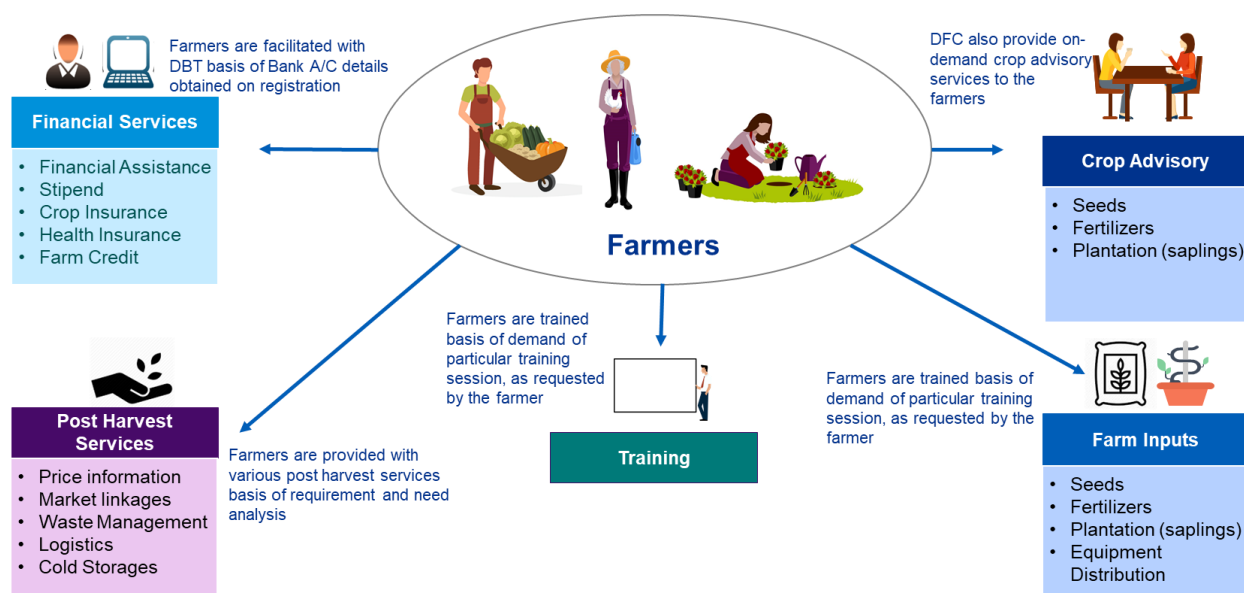 Farmers are facilitated with
DBT basis of Bank A/C details
obtained on registration
Financial Services
• Financial Assistance
• Stipend
• Crop Insurance
• Health Insurance
• Farm Credit
Farmers
DFC also provide on-
demand crop advisory
services to the
farmers
Crop Advisory
• Seeds
• Fertilizers
• Plantation (saplings)
Post Harvest
Services
• Price information
• Market linkages
• Waste Management
• Logistics
• Cold Storages
Farmers are provided with
various post harvest services
basis of requirement and need
analysis
Farmers are trained
basis of demand of
particular training
session, as requested
by the farmer
Training
Farmers are trained basis of
demand of particular training
session, as requested by the
farmer
Farm Inputs
• Seeds
• Fertilizers
• Plantation (saplings)
• Equipment
Distribution